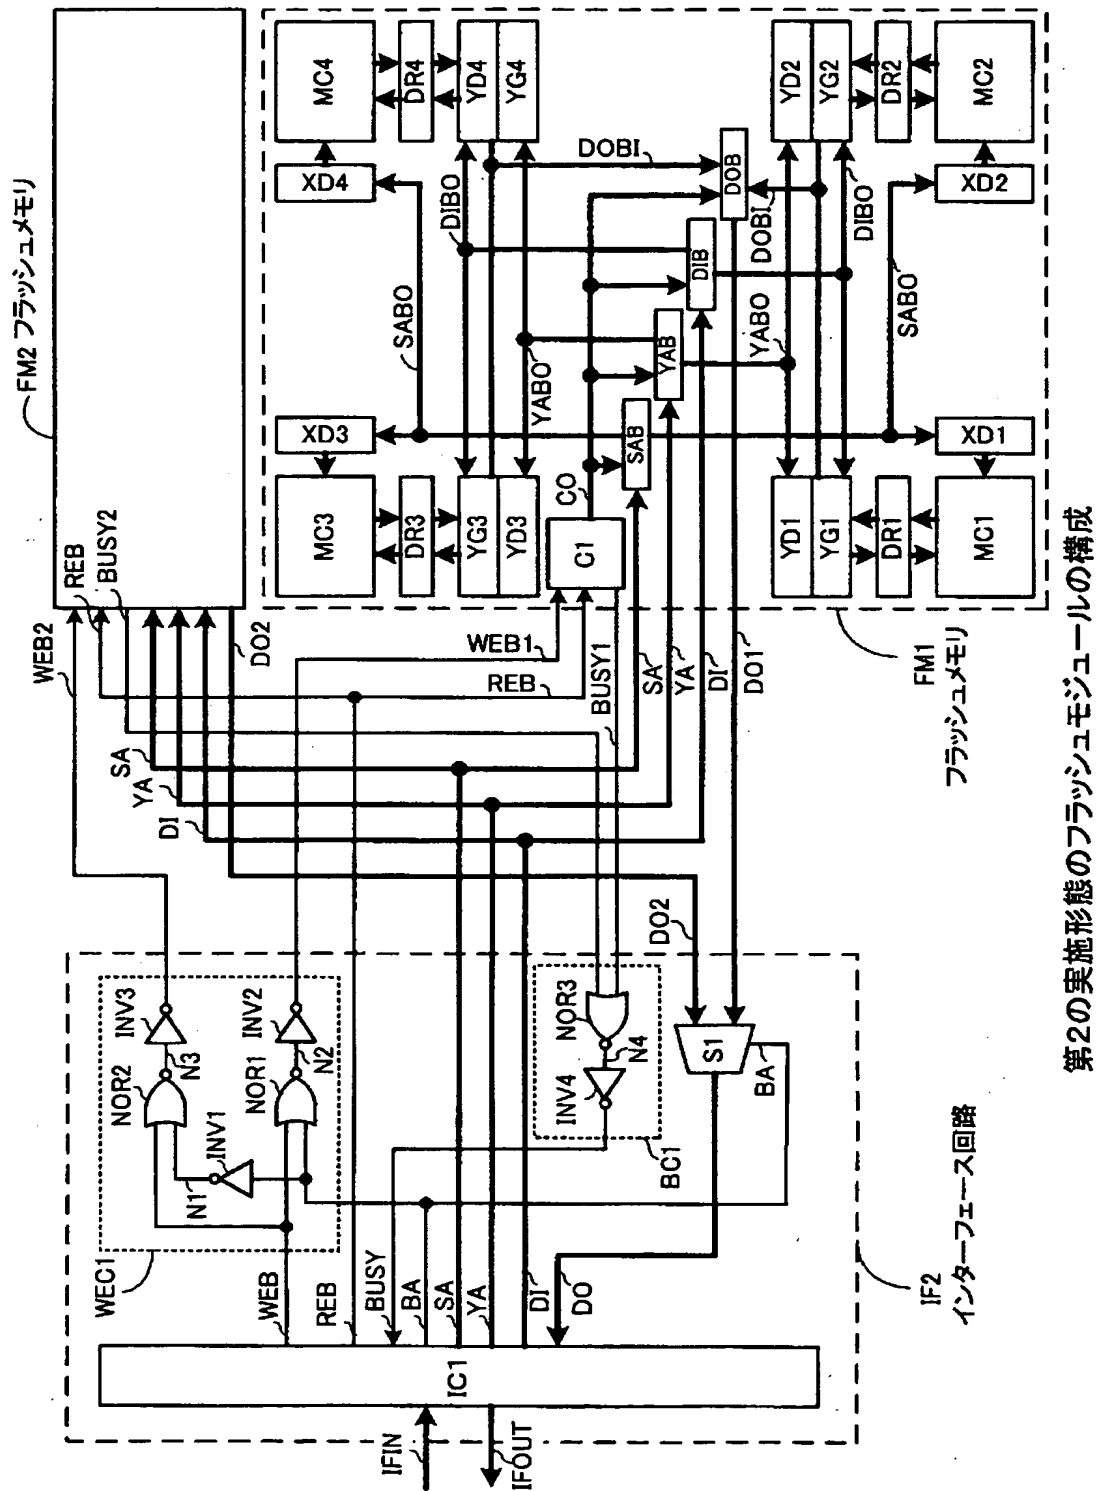 FM2 フラッシュメモリ
MC4
DR4
YD4
YG4
XD4
MC3
DR3
YG3
YD3
XD3
SABO
DIBO
YABO
DOBI
DOB
DIB
YAB
SAB
CO
C1
DOBI
YABO
DIBO
SABO
YD2
YG2
DR2
MC2
XD2
YD1
YG1
DR1
MC1
XD1
FM1
フラッシュメモリ
WEB2
REB
BUSY2
SA
YA
DI
DO2
WEB1
REB
BUSY1
SA
YA
DI
DO1
DO2
WEC1
INV3
N3
NOR2
INV2
N2
NOR1
INV1
N1
NOR3
N4
INV4
BC1
S1
BA
WEB
REB
BUSY
BA
SA
YA
DI
DO
IC1
IFIN
IFOUT
IF2
インターフェース回路
第2の実施形態のフラッシュモジュールの構成